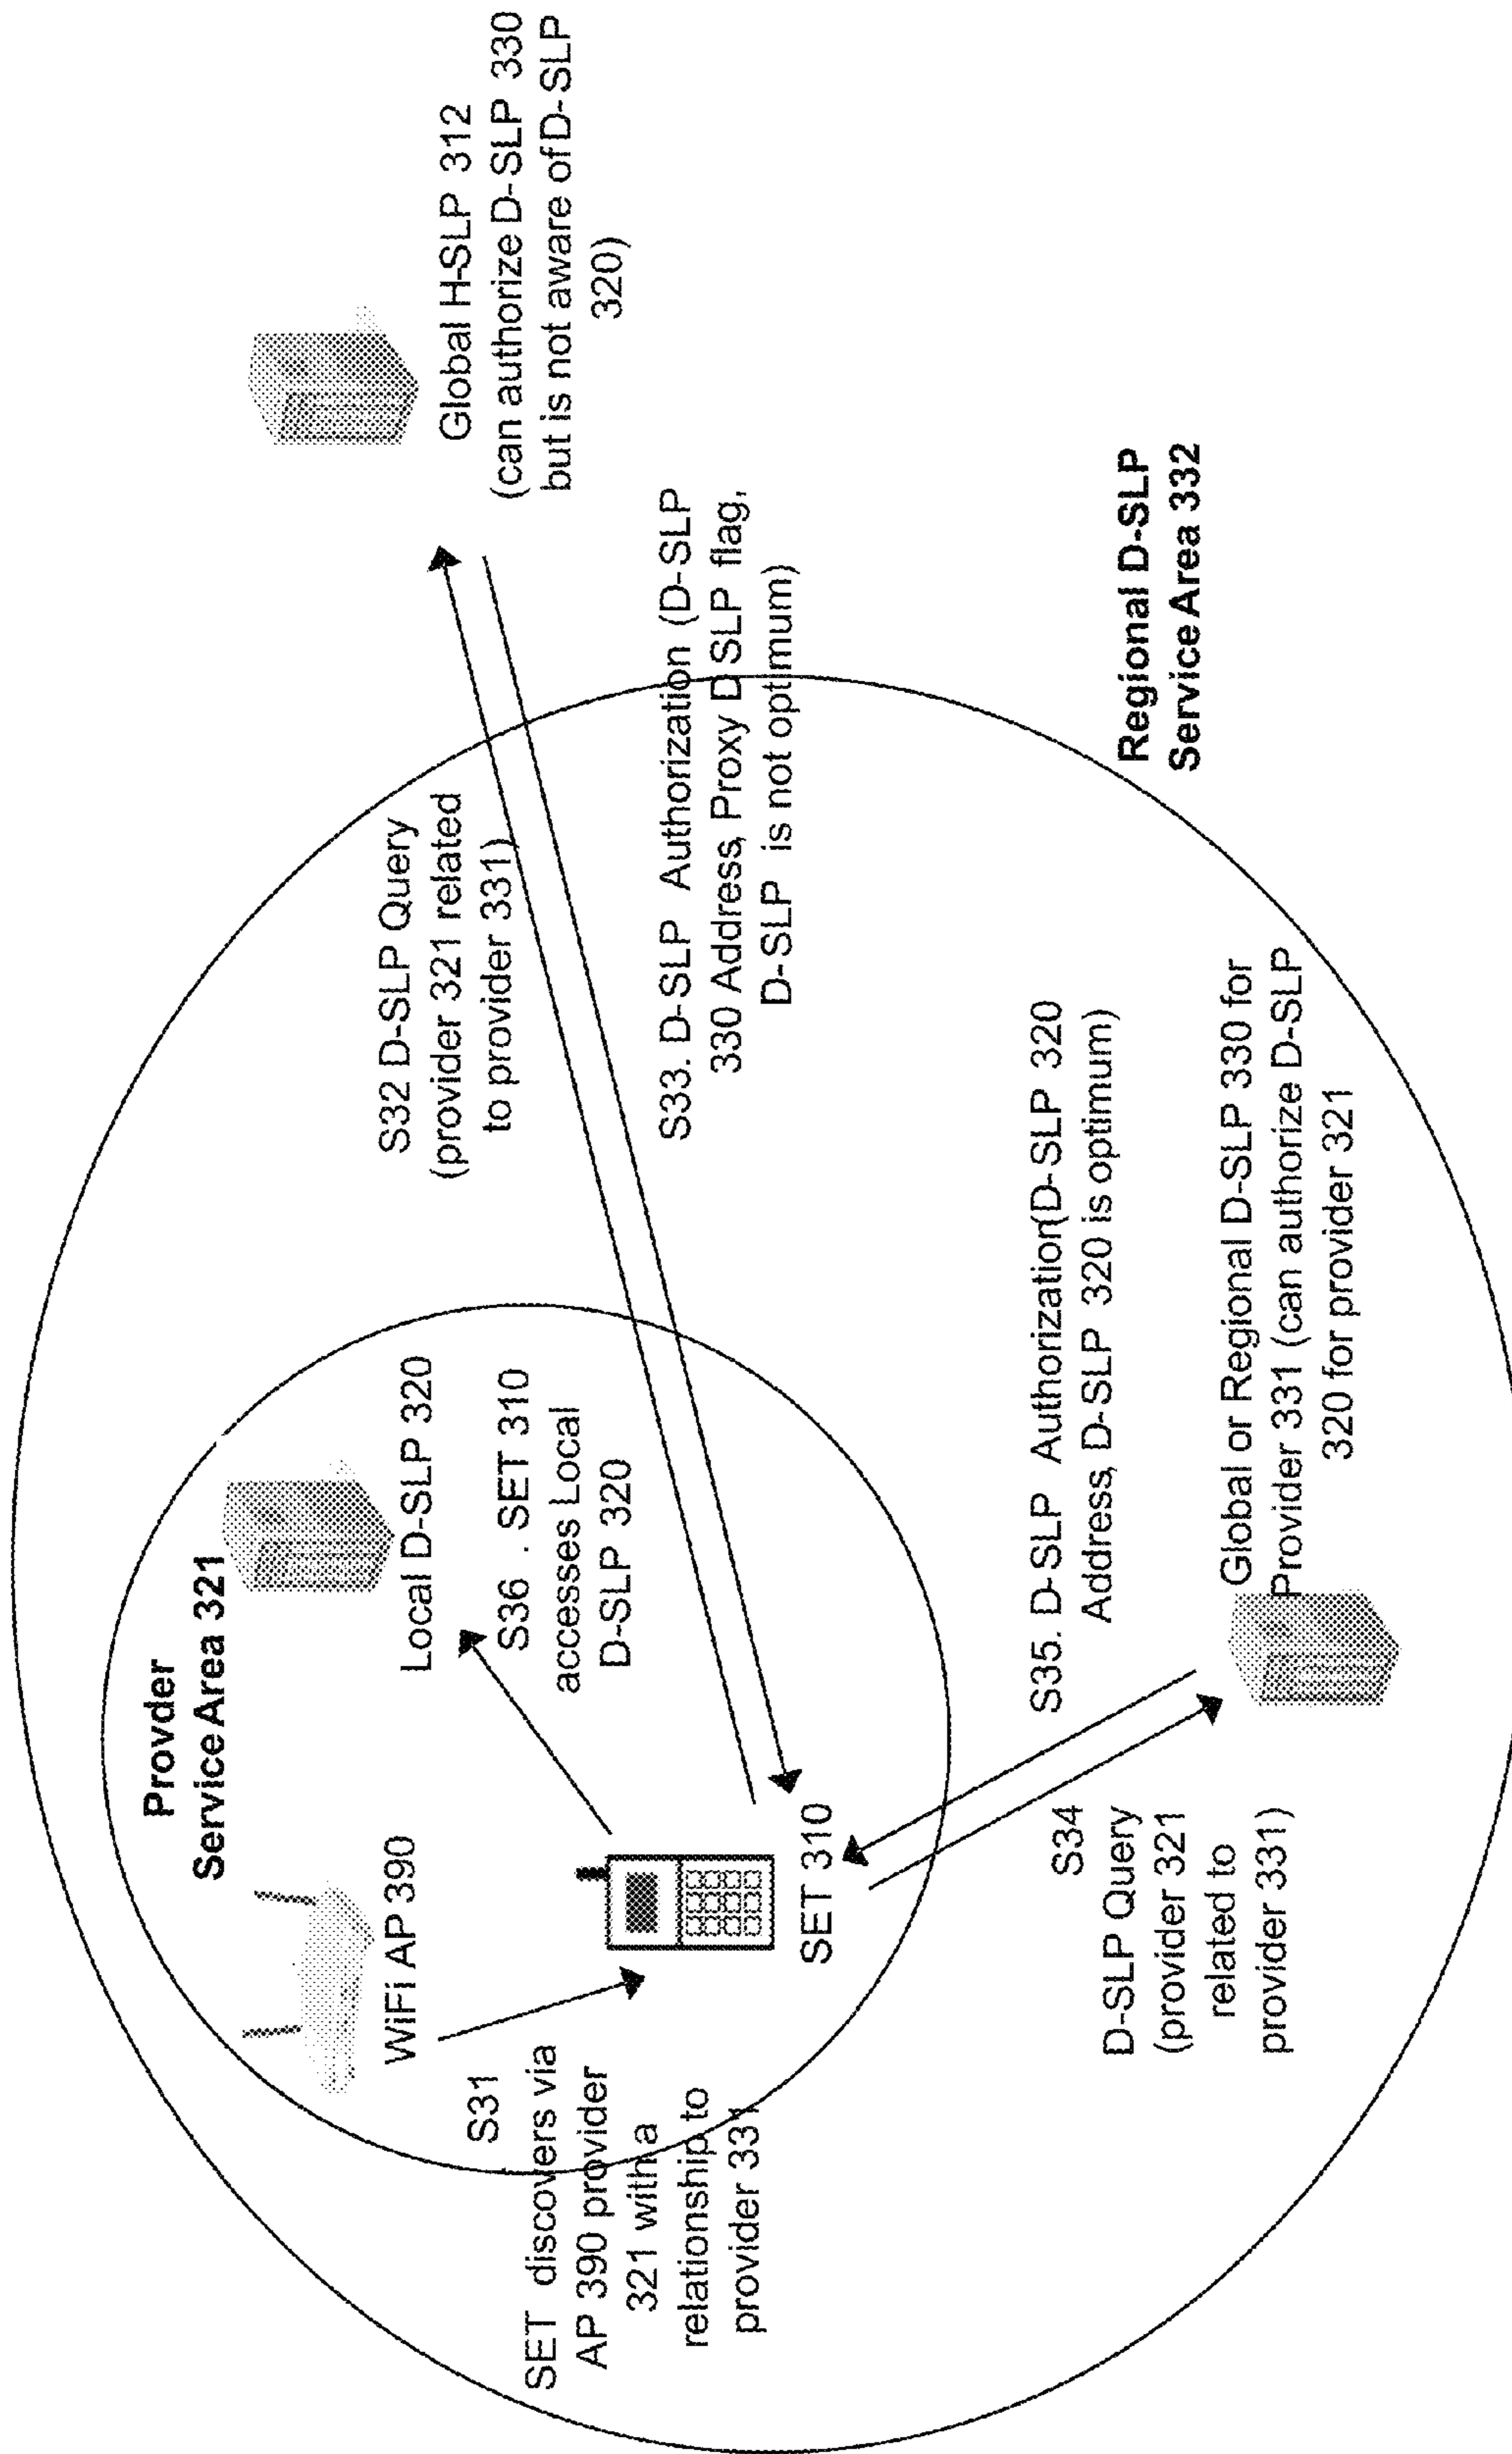 Provder
Service Area 321
WiFi AP 390
Local D-SLP 320
S36 . SET 310
accesses Local
D-SLP 320
S31
SET discovers via
AP 390 provider
321 with a
relationship to
provider 331
SET 310
S32 D-SLP Query
(provider 321 related
to provider 331)
Global H-SLP 312
(can authorize D-SLP 330
but is not aware of D-SLP
320)
S33. D-SLP Authorization (D-SLP
330 Address, Proxy D SLP flag,
D-SLP is not optimum)
S34
D-SLP Query
(provider 321
related to
provider 331)
S35. D-SLP Authorization(D-SLP 320
Address, D-SLP 320 is optimum)
Global or Regional D-SLP 330 for
Provider 331 (can authorize D-SLP
320 for provider 321
Regional D-SLP
Service Area 332